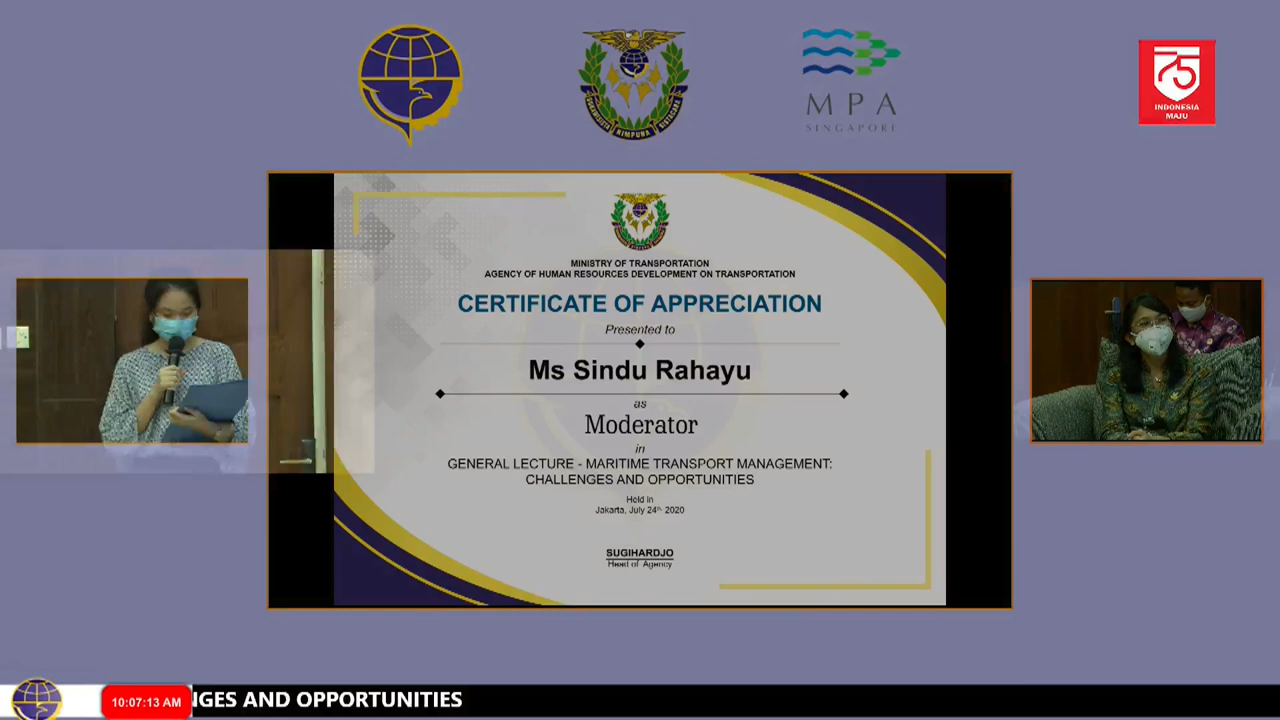 MPA
SINGAPORE
75
INDONESIA
MAJU
MINISTRY OF TRANSPORTATION
AGENCY OF HUMAN RESOURCES DEVELOPMENT ON TRANSPORTATION
CERTIFICATE OF APPRECIATION
Presented to
Ms Sindu Rahayu
as
Moderator
in
GENERAL LECTURE - MARITIME TRANSPORT MANAGEMENT:
CHALLENGES AND OPPORTUNITIES
Held in
Jakarta, July 24th, 2020
SUGIHARDJO
Head of Agency
10:07:13 AM
NGES AND OPPORTUNITIES